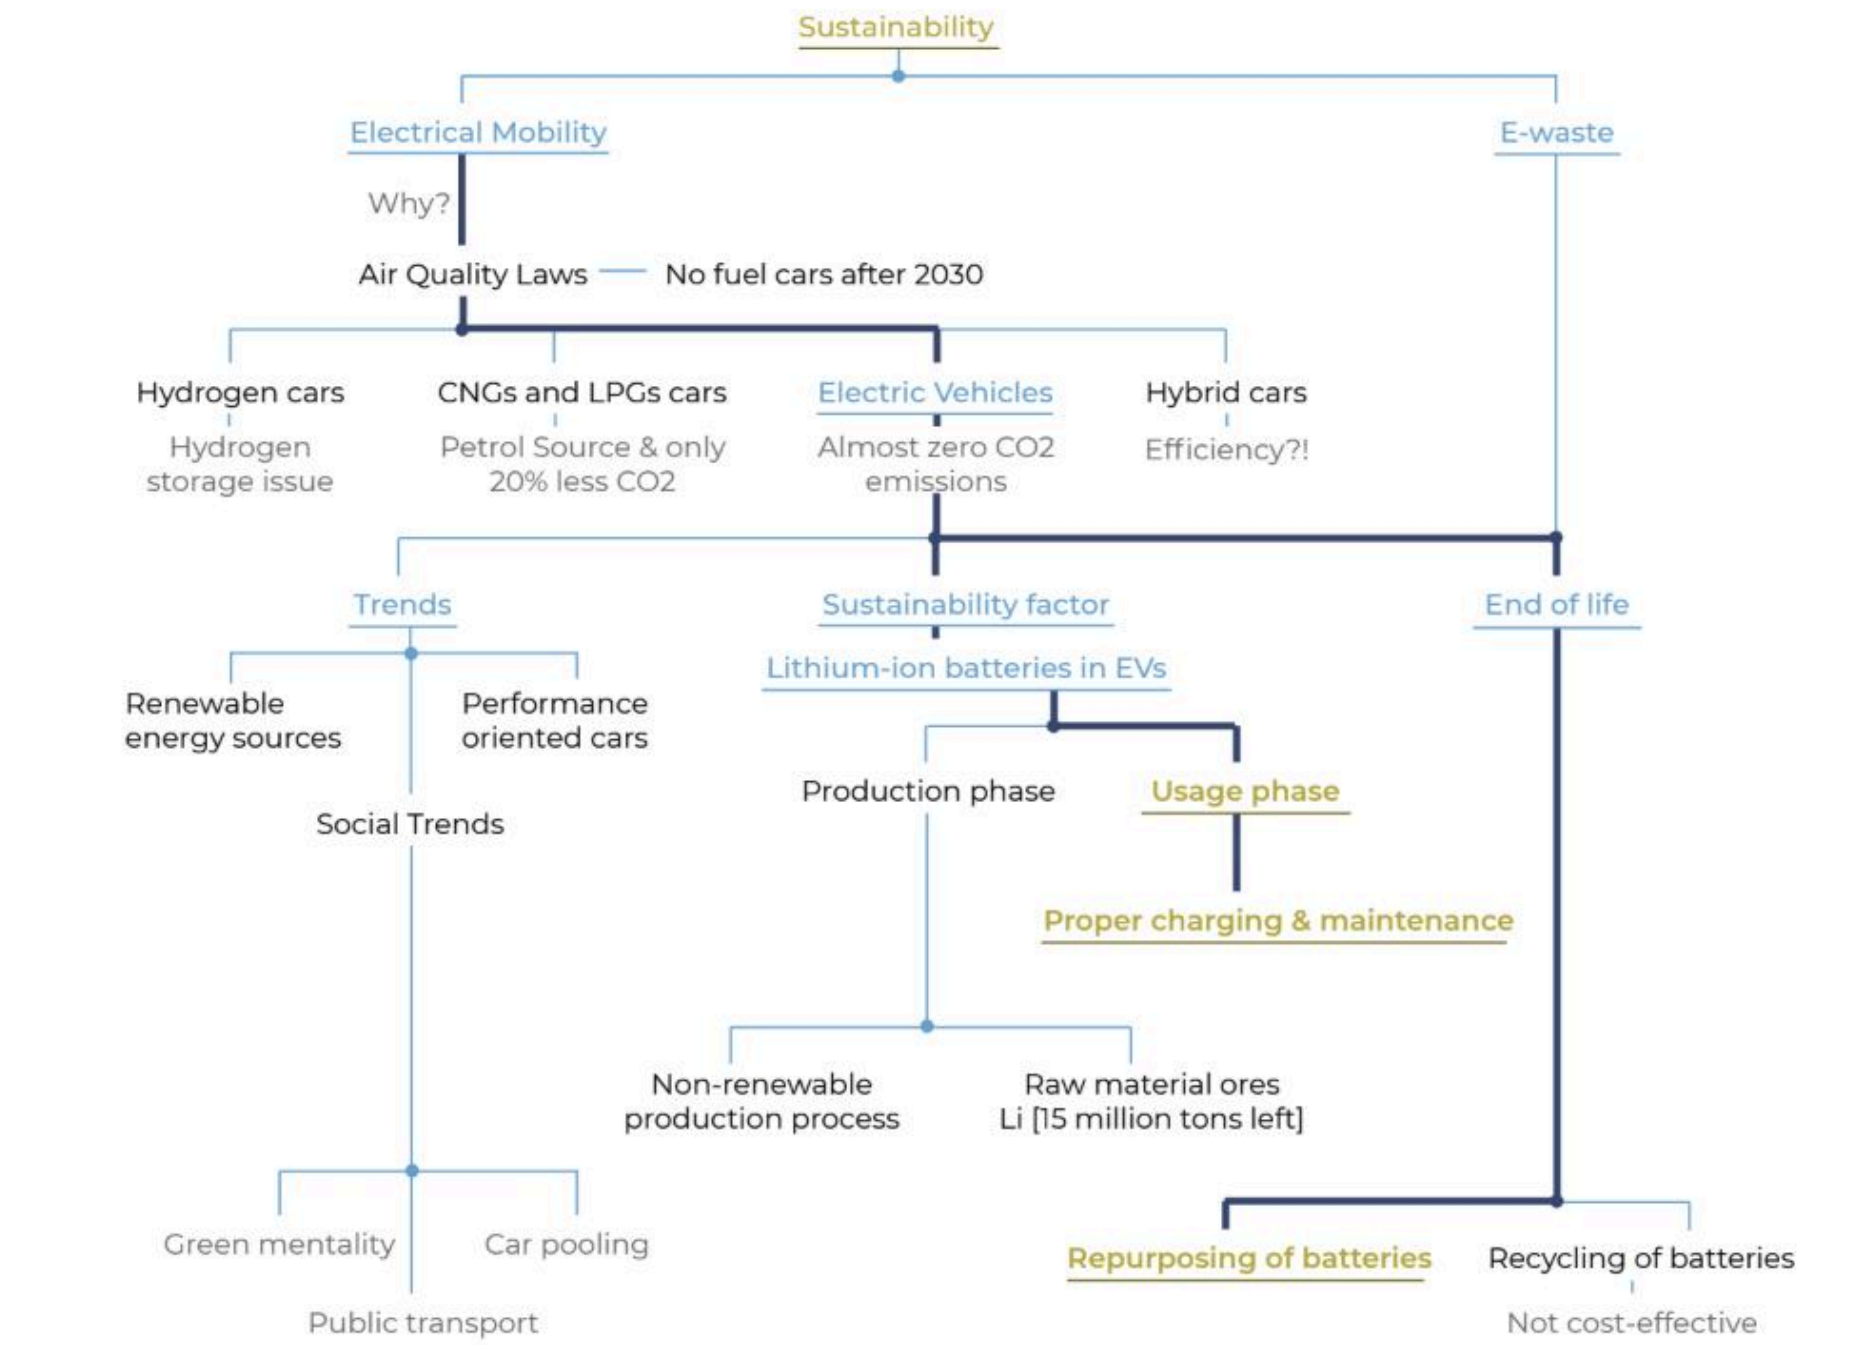 Sustainability
Electrical Mobility
E-waste
Why?
Air Quality Laws
No fuel cars after 2030
Hydrogen cars
CNGs and LPGs cars
Electric Vehicles
Hybrid cars
Hydrogen
storage issue
Petrol Source & only
20% less CO2
Almost zero CO2
emissions
Efficiency?!
Trends
Sustainability factor
End of life
Lithium-ion batteries in EVs
Renewable
energy sources
Performance
oriented cars
Production phase
Usage phase
Social Trends
Proper charging & maintenance
Non-renewable
production process
Raw material ores
Li [15 million tons left]
Green mentality
Car pooling
Repurposing of batteries
Recycling of batteries
Public transport
Not cost-effective